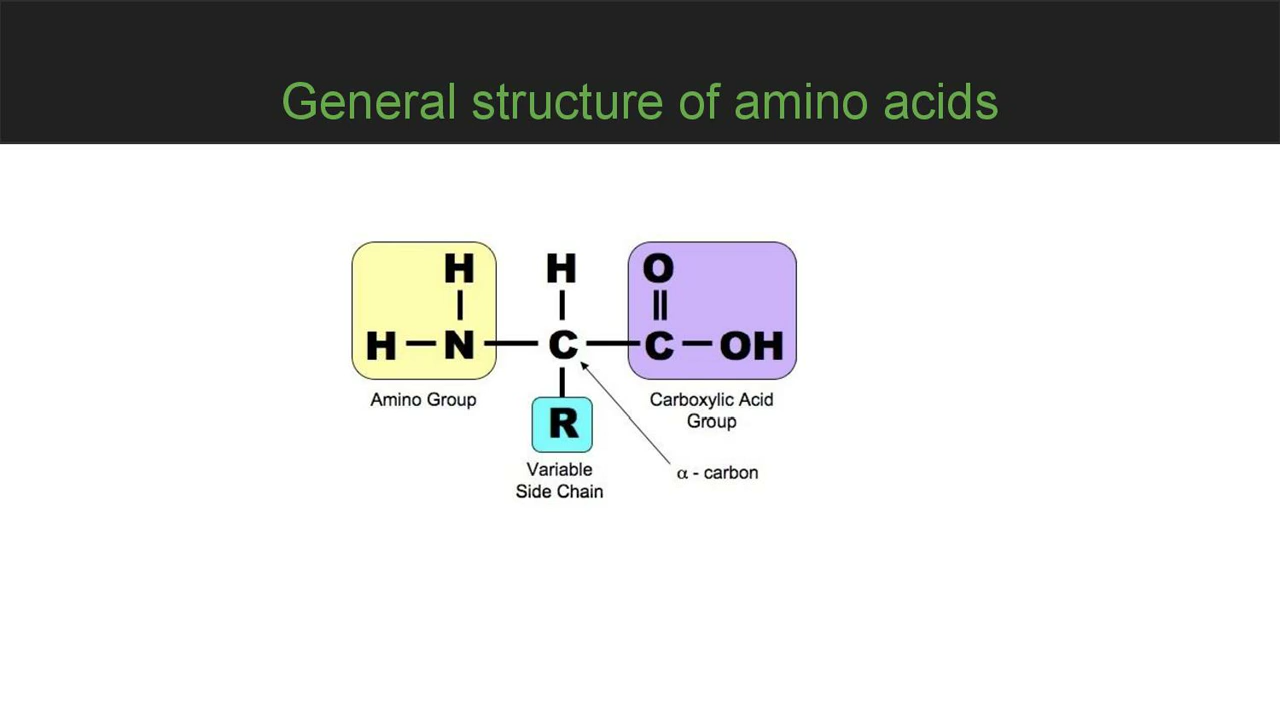 General structure of amino acids
H H O
H N C C OH
Amino Group
Carboxylic Acid
Group
R
Variable
Side Chain
α - carbon